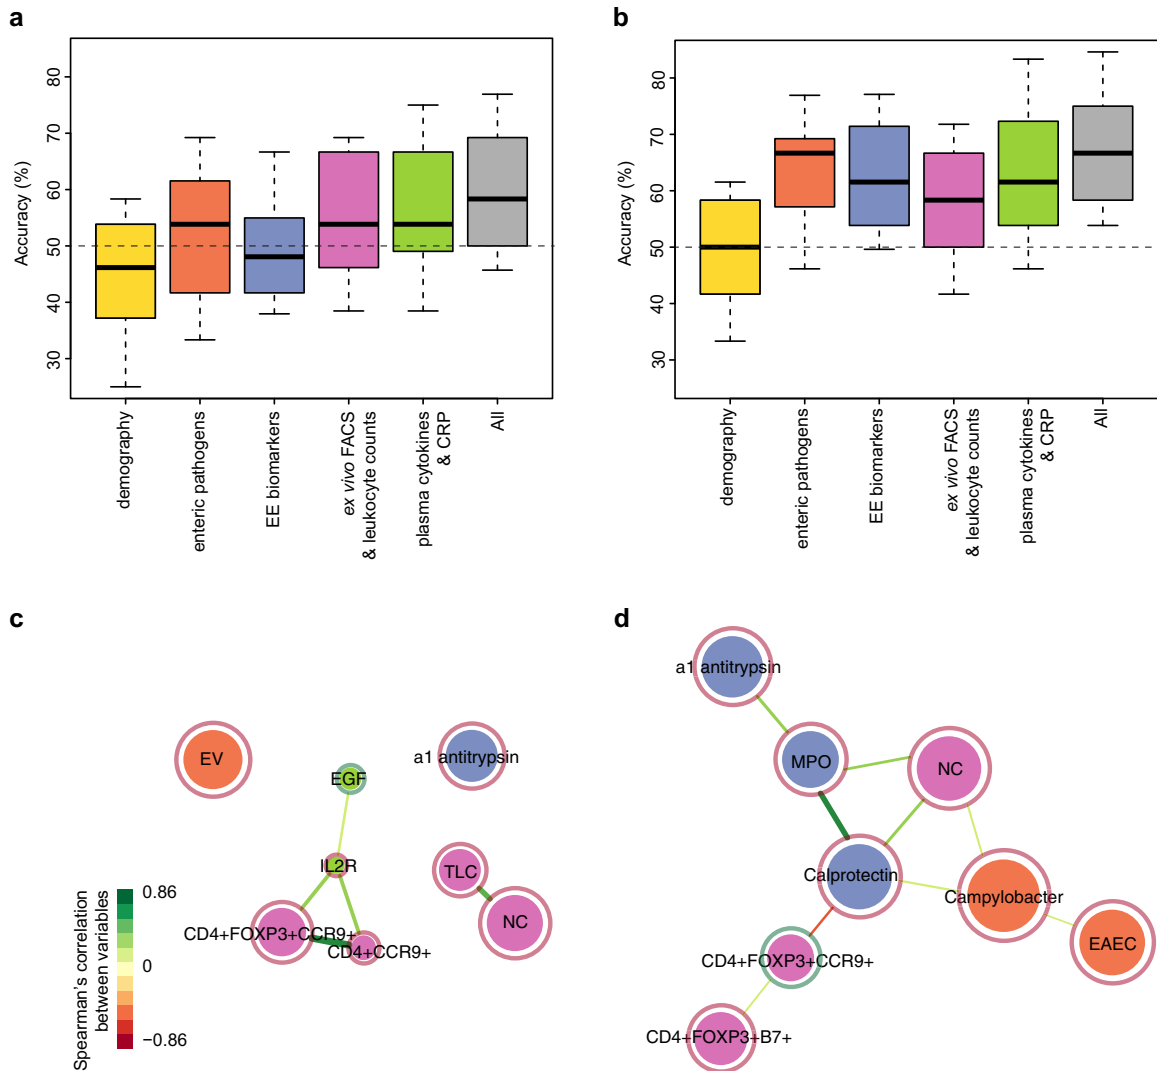 a
Accuracy (%)
80
70
60
50
40
30
demography
enteric pathogens
EE biomarkers
ex vivo FACS
& leukocyte counts
plasma cytokines
& CRP
All
b
Accuracy (%)
80
70
60
50
40
30
demography
enteric pathogens
EE biomarkers
ex vivo FACS
& leukocyte counts
plasma cytokines
& CRP
All
c
EV
a1 antitrypsin
EGF
IL2R
TLC
NC
CD4+FOXP3+CCR9+
CD4+CCR9+
Spearman's correlation
between variables
0.86
0
−0.86
d
a1 antitrypsin
MPO
NC
Calprotectin
Campylobacter
EAEC
CD4+FOXP3+CCR9+
CD4+FOXP3+B7+